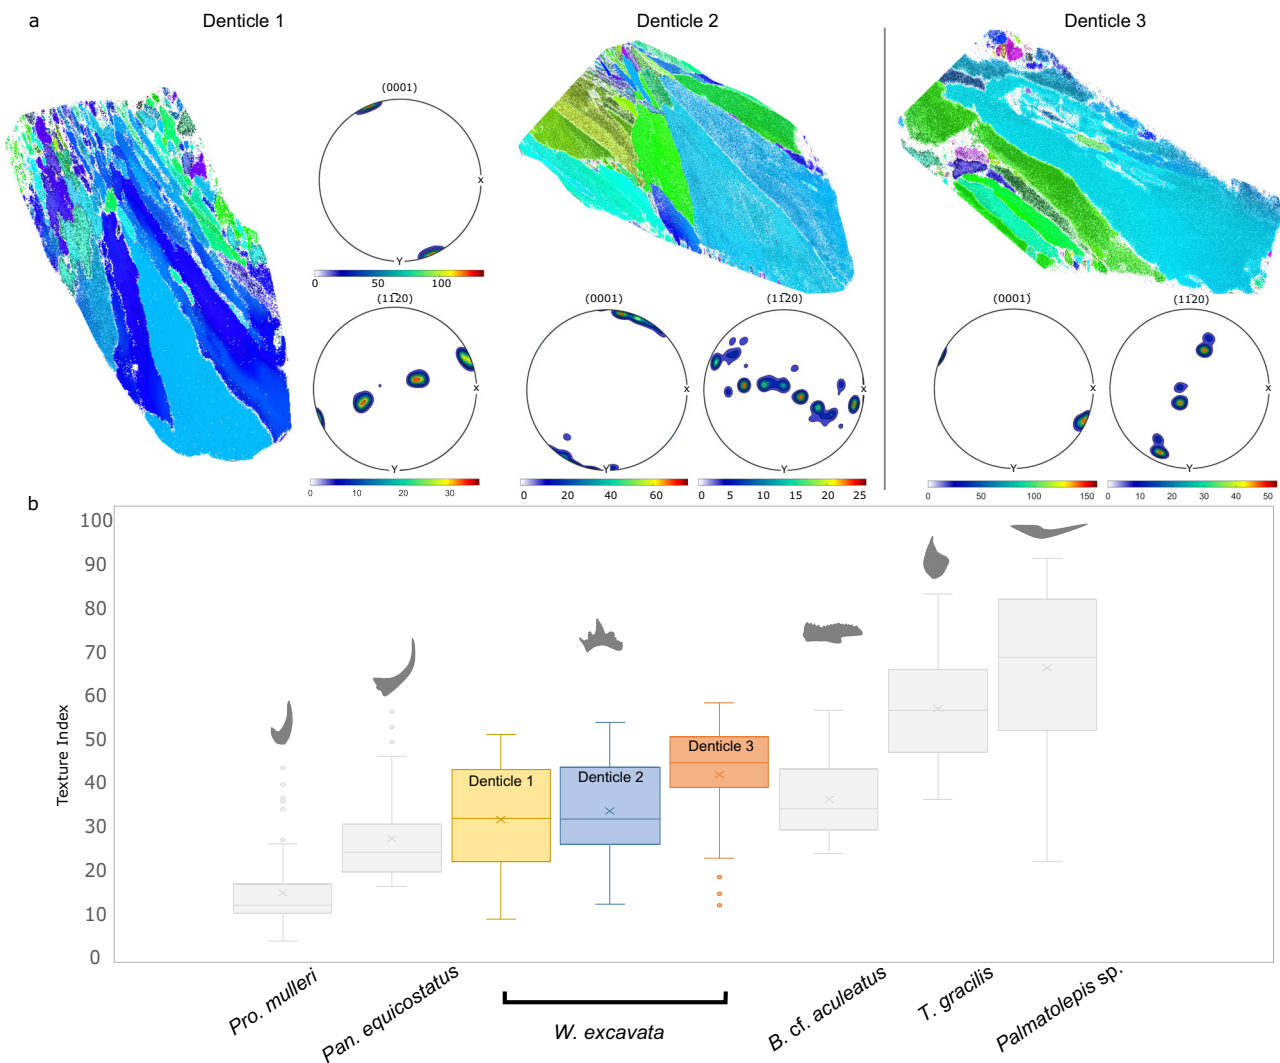 a
Denticle 1
Denticle 2
Denticle 3
(0001)
x
Y
0 50 100
(11̄20)
x
Y
0 10 20 30
(0001)
Y
0 20 40 60
(11̄20)
x
Y
0 5 10 15 20 25
(0001)
x
Y
0 50 100 150
(11̄20)
x
Y
0 10 20 30 40 50
b
100
90
80
70
60
50
40
30
20
10
0
Texture Index
Denticle 1
Denticle 2
Denticle 3
Pro. mulleri
Pan. equicostatus
W. excavata
B. cf. aculeatus
T. gracilis
Palmatolepis sp.